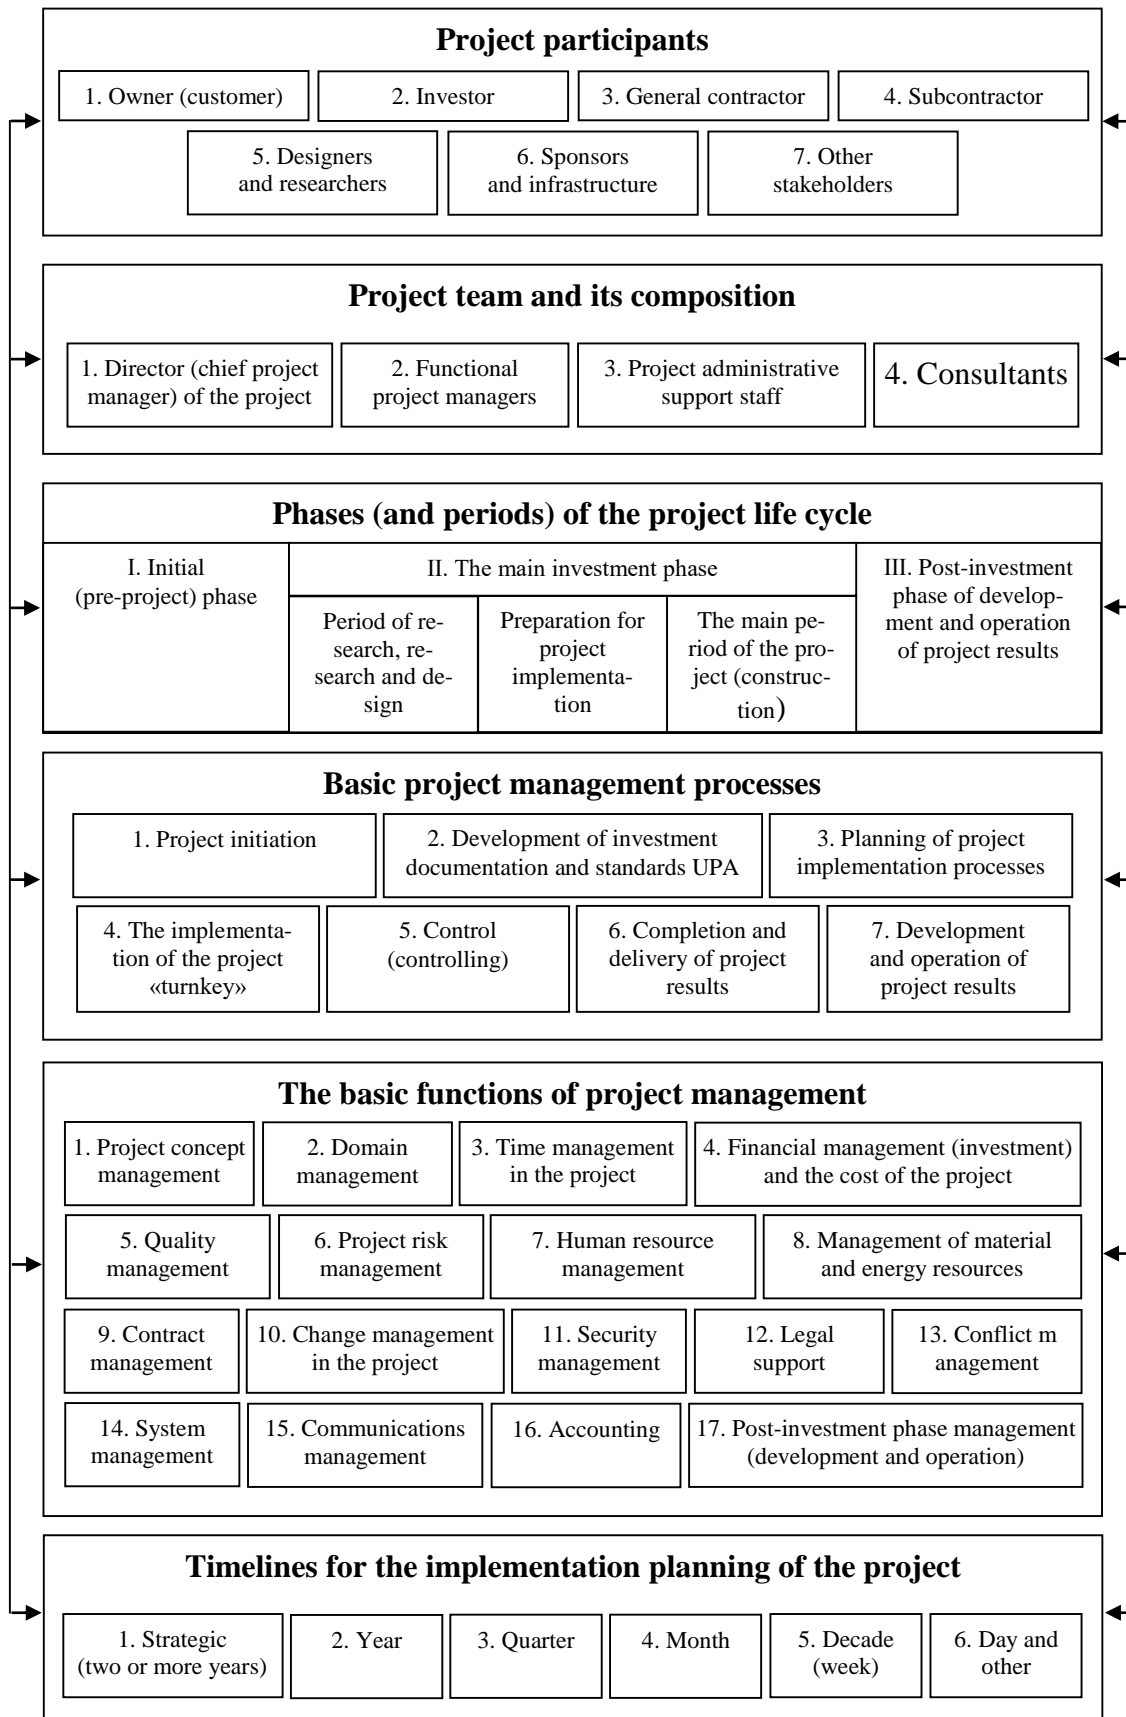 Project participants
1. Owner (customer)
2. Investor
3. General contractor
4. Subcontractor
5. Designers
and researchers
6. Sponsors
and infrastructure
7. Other
stakeholders
Project team and its composition
1. Director (chief project
manager) of the project
2. Functional
project managers
3. Project administrative
support staff
4. Consultants
Phases (and periods) of the project life cycle
I. Initial
(pre-project) phase
II. The main investment phase
Period of re-
search, re-
search and de-
sign
Preparation for
project
implementa-
tion
The main pe-
riod of the pro-
ject (construc-
tion)
III. Post-investment
phase of develop-
ment and operation
of project results
Basic project management processes
1. Project initiation
2. Development of investment
documentation and standards UPA
3. Planning of project
implementation processes
4. The implementa-
tion of the project
«turnkey»
5. Control
(controlling)
6. Completion and
delivery of project
results
7. Development
and operation of
project results
The basic functions of project management
1. Project concept
management
2. Domain
management
3. Time management
in the project
4. Financial management (investment)
and the cost of the project
5. Quality
management
6. Project risk
management
7. Human resource
management
8. Management of material
and energy resources
9. Contract
management
10. Change management
in the project
11. Security
management
12. Legal
support
13. Conflict m
anagement
14. System
management
15. Communications
management
16. Accounting
17. Post-investment phase management
(development and operation)
Timelines for the implementation planning of the project
1. Strategic
(two or more years)
2. Year
3. Quarter
4. Month
5. Decade
(week)
6. Day and
other